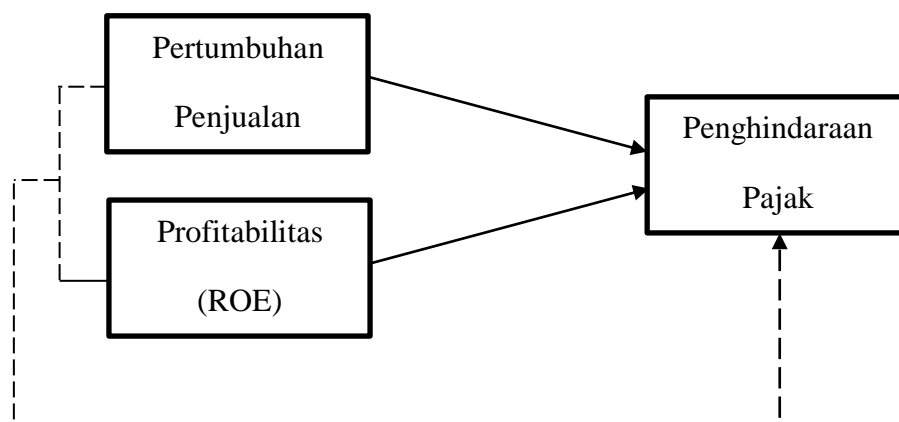 Pertumbuhan
Penjualan
Penghindaraan
Pajak
Profitabilitas
(ROE)